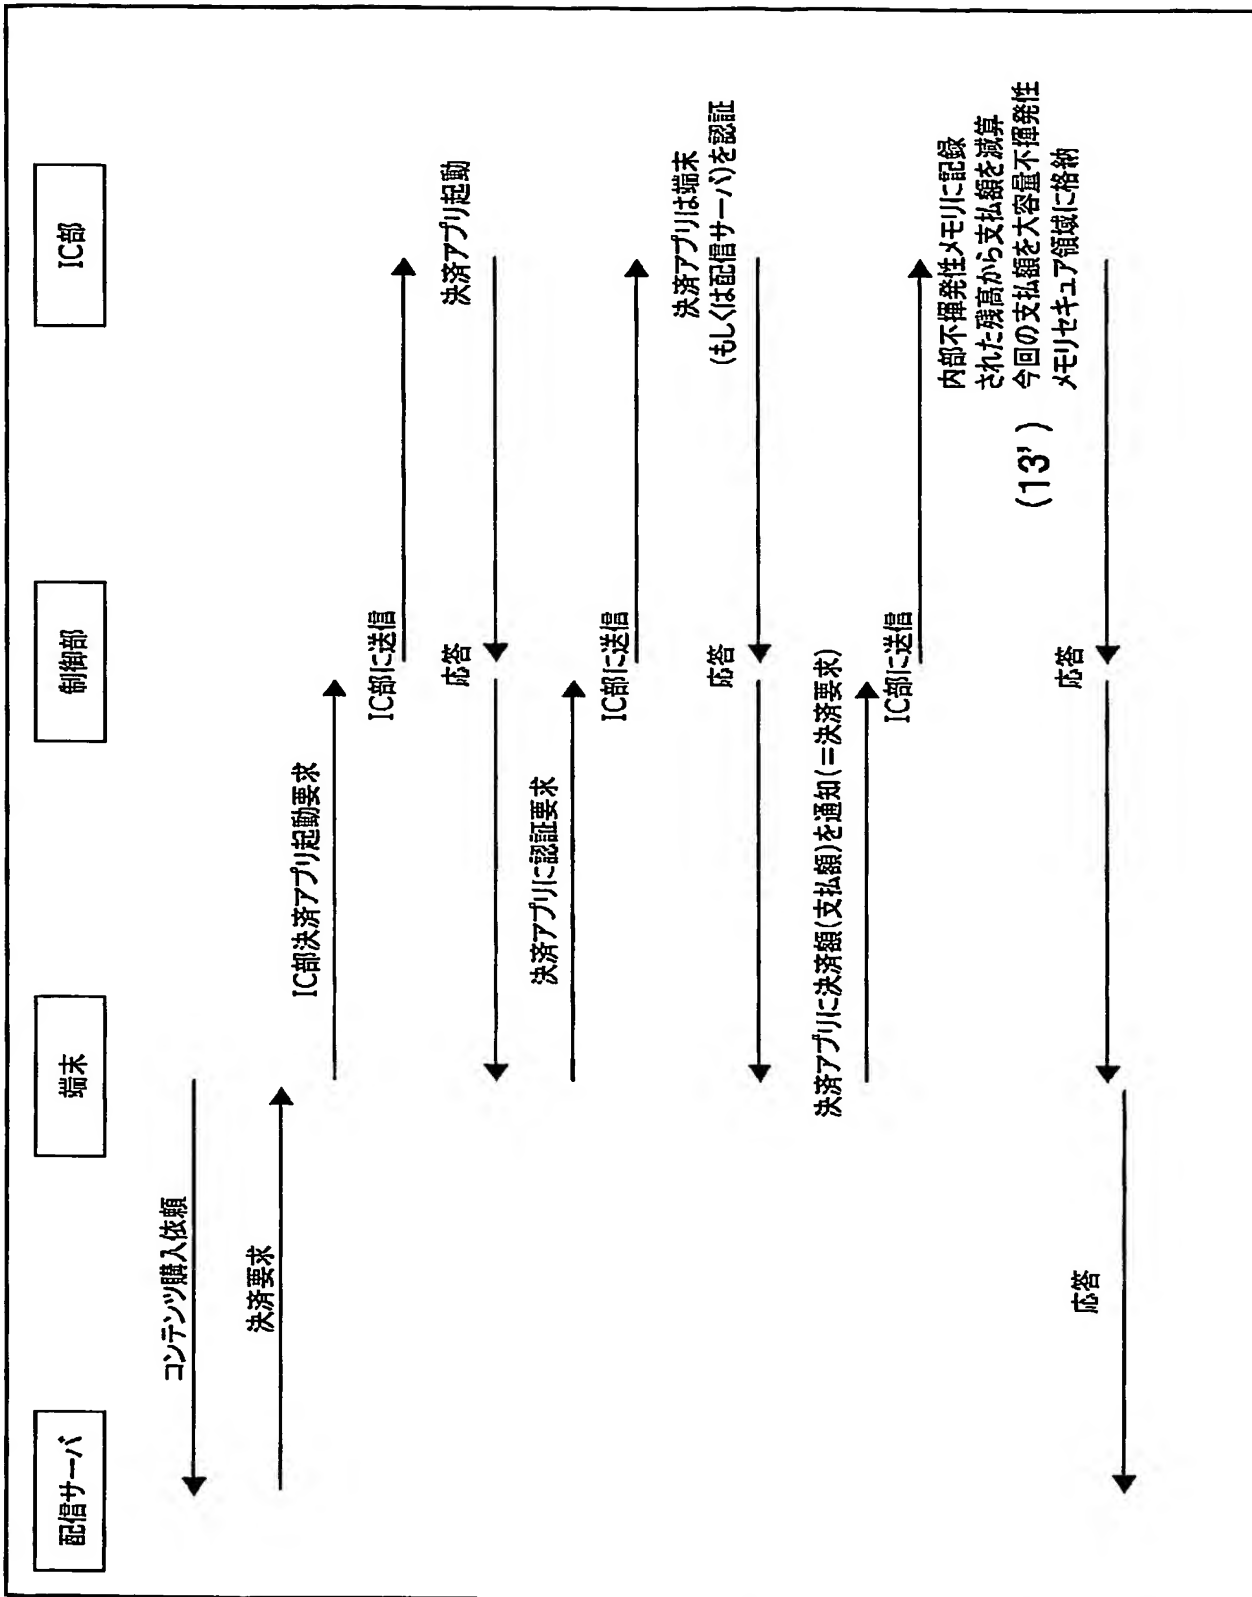 配信サーバ
端末
制御部
IC部
コンテンツ購入依頼
決済要求
IC部決済アプリ起動要求
IC部に送信
決済アプリ起動
応答
決済アプリに認証要求
IC部に送信
決済アプリは端末
(もしくは配信サーバ)を認証
応答
決済アプリに決済額(支払額)を通知(=決済要求)
IC部に送信
内部不揮発性メモリに記録
された残高から支払額を減算
今回の支払額を大容量不揮発性
メモリセキュア領域に格納
(13')
応答
応答